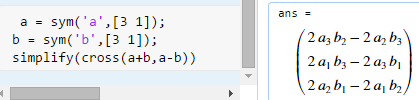 a = sym('a',[3 1]);
b = sym('b',[3 1]);
simplify(cross(a+b,a-b))
ans =
2 a₃ b₂ − 2 a₂ b₃
2 a₁ b₃ − 2 a₃ b₁
2 a₂ b₁ − 2 a₁ b₂